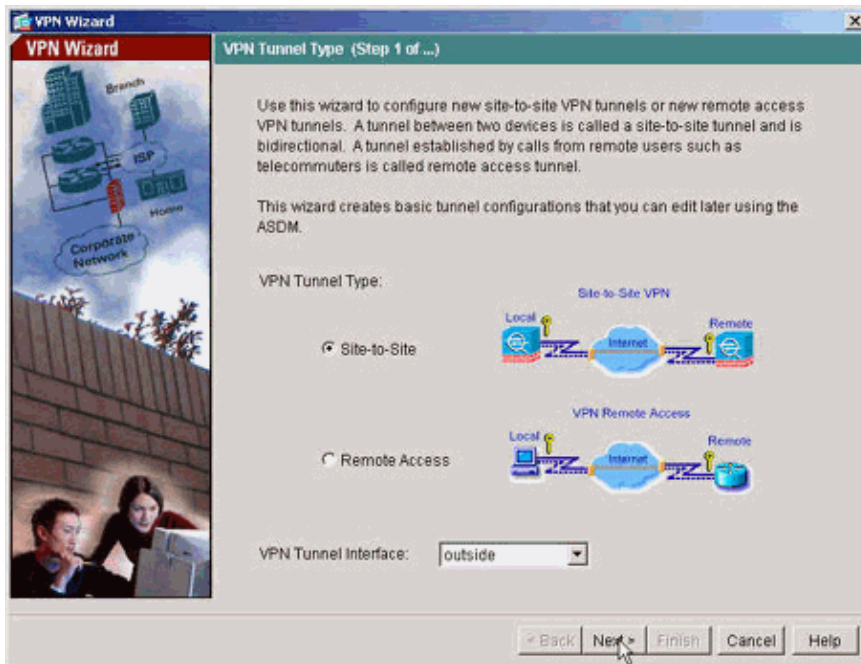 VPN Wizard
VPN Wizard
VPN Tunnel Type (Step 1 of ...)
Branch
ISP
Home
Corporate
Network
Use this wizard to configure new site-to-site VPN tunnels or new remote access
VPN tunnels. A tunnel between two devices is called a site-to-site tunnel and is
bidirectional. A tunnel established by calls from remote users such as
telecommuters is called remote access tunnel.
This wizard creates basic tunnel configurations that you can edit later using the
ASDM.
VPN Tunnel Type:
Site-to-Site VPN
Local
Remote
Internet
Site-to-Site
VPN Remote Access
Local
Remote
Internet
Remote Access
VPN Tunnel Interface:
outside
< Back
Next >
Finish
Cancel
Help